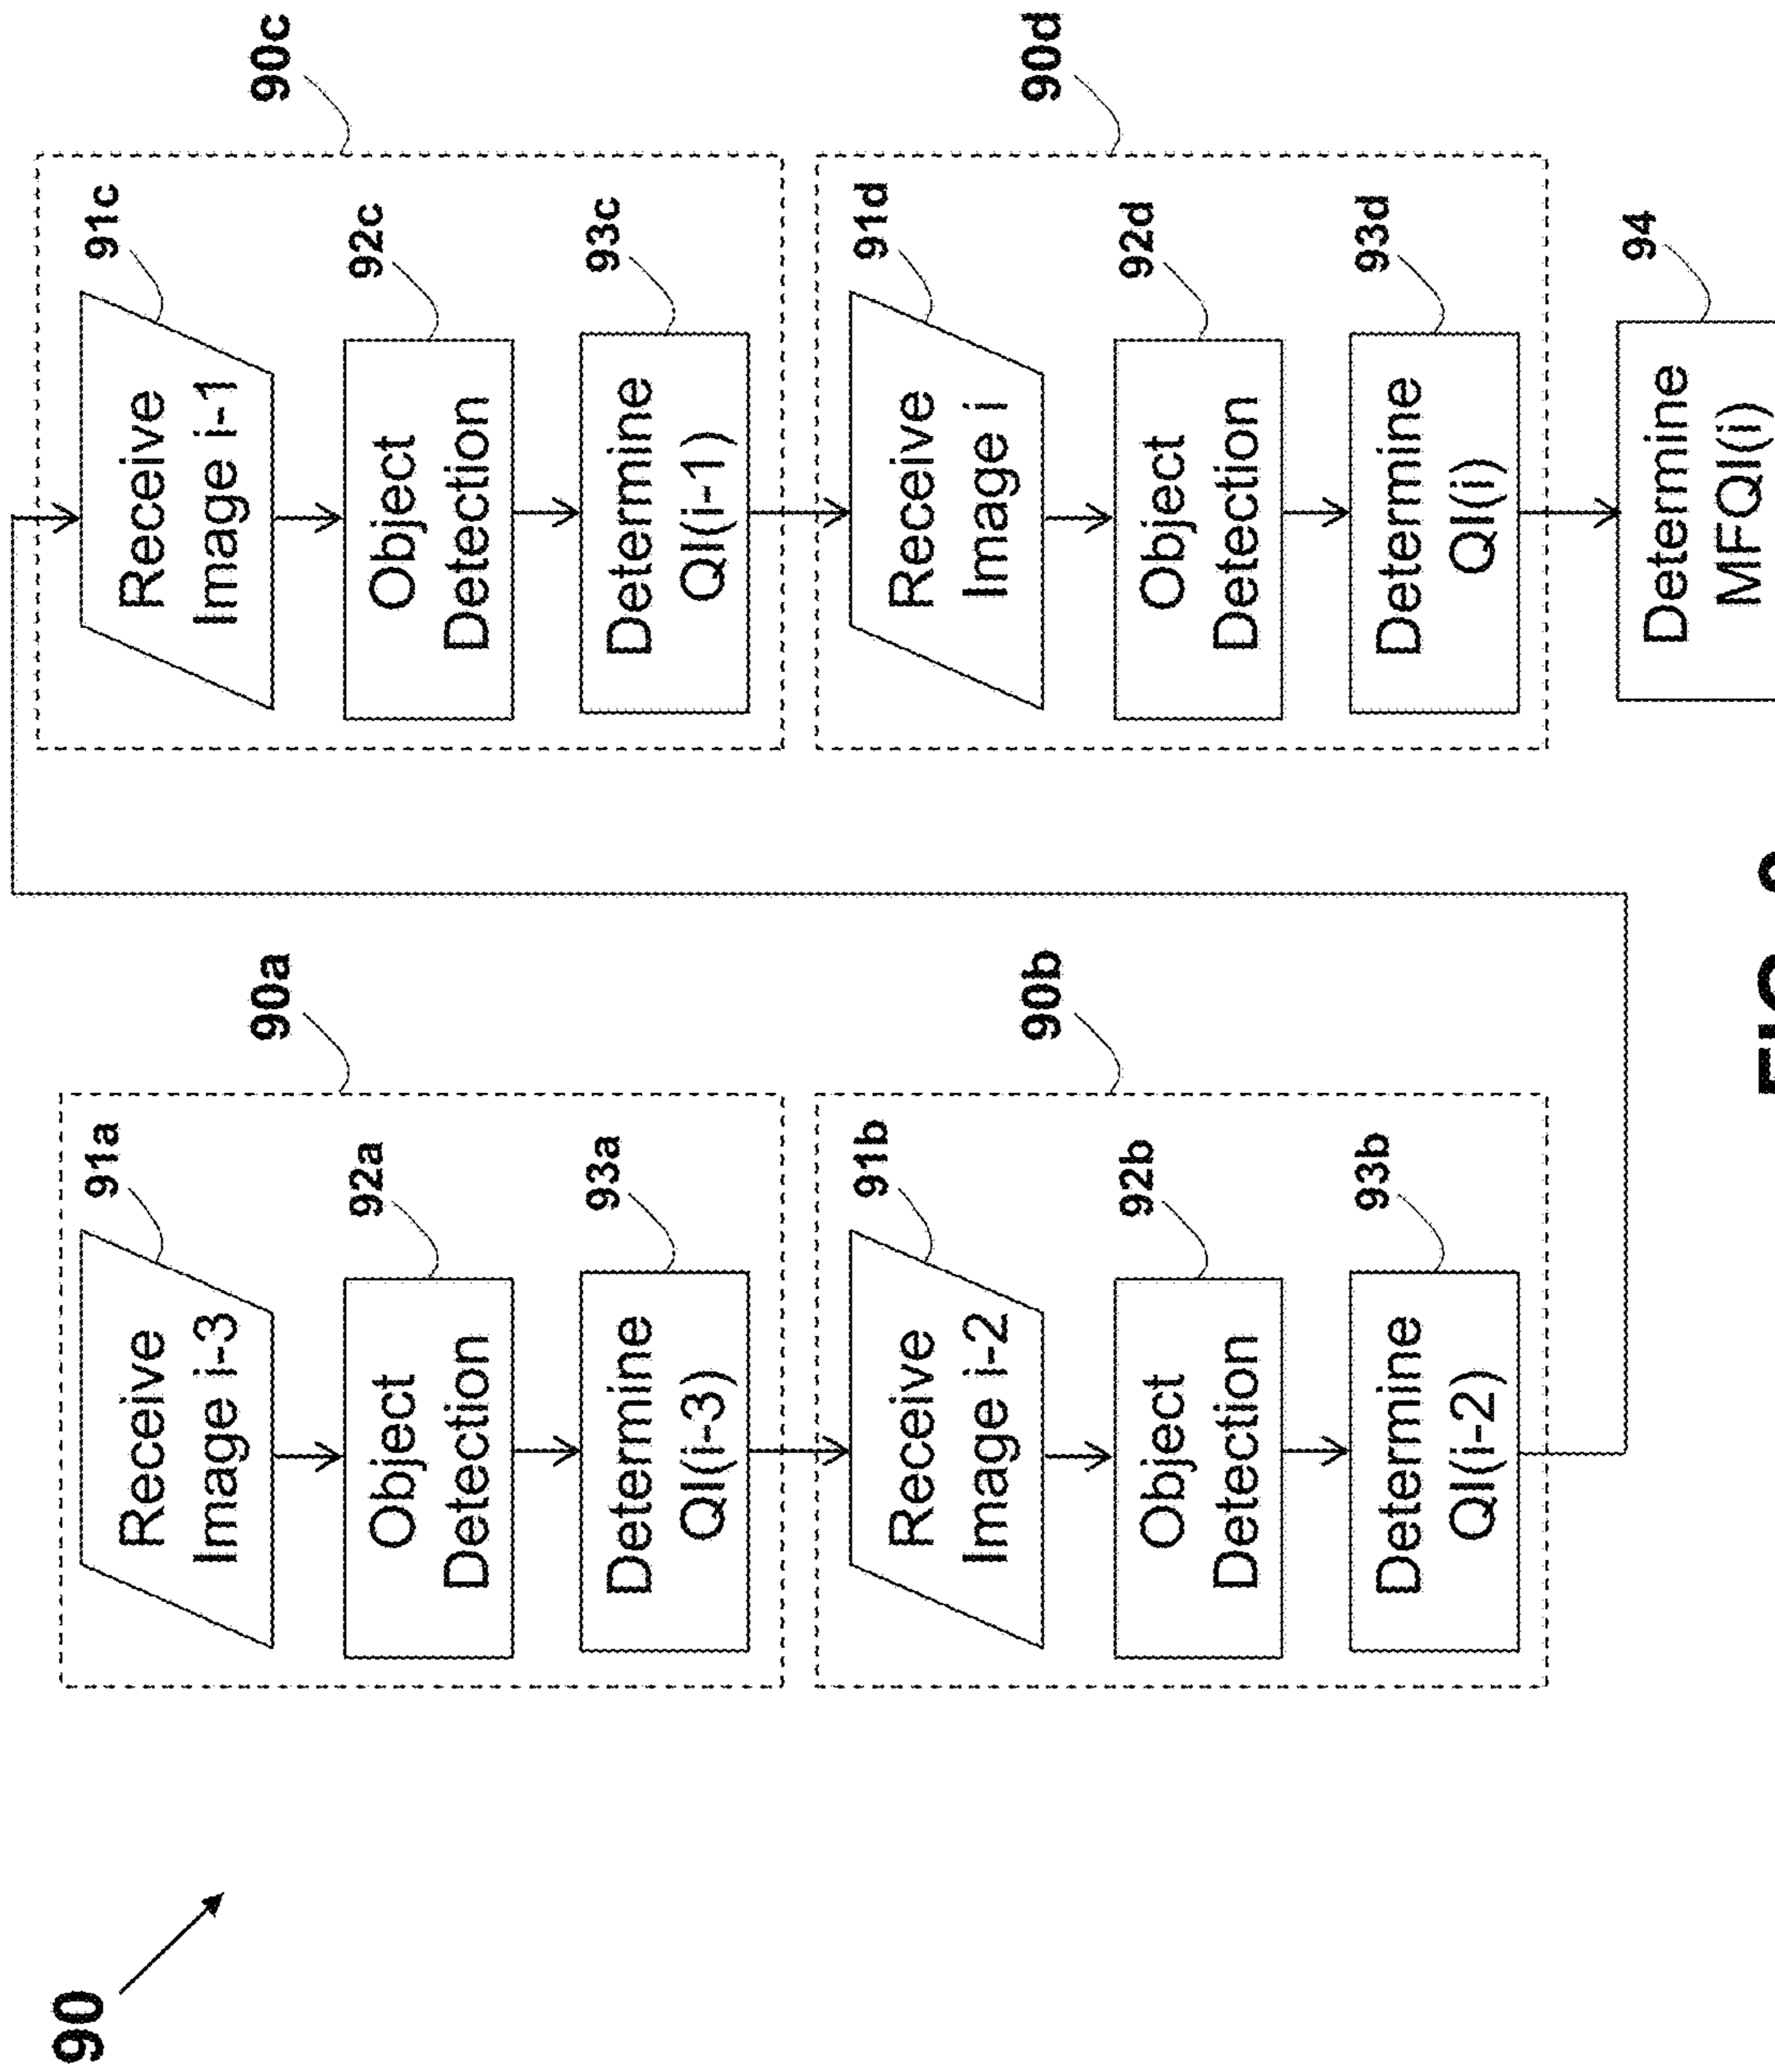 90
90a
91a
Receive
Image i-3
92a
Object
Detection
93a
Determine
QI(i-3)
90b
91b
Receive
Image i-2
92b
Object
Detection
93b
Determine
QI(i-2)
90c
91c
Receive
Image i-1
92c
Object
Detection
93c
Determine
QI(i-1)
90d
91d
Receive
Image i
92d
Object
Detection
93d
Determine
QI(i)
94
Determine
MFQI(i)
FIG.